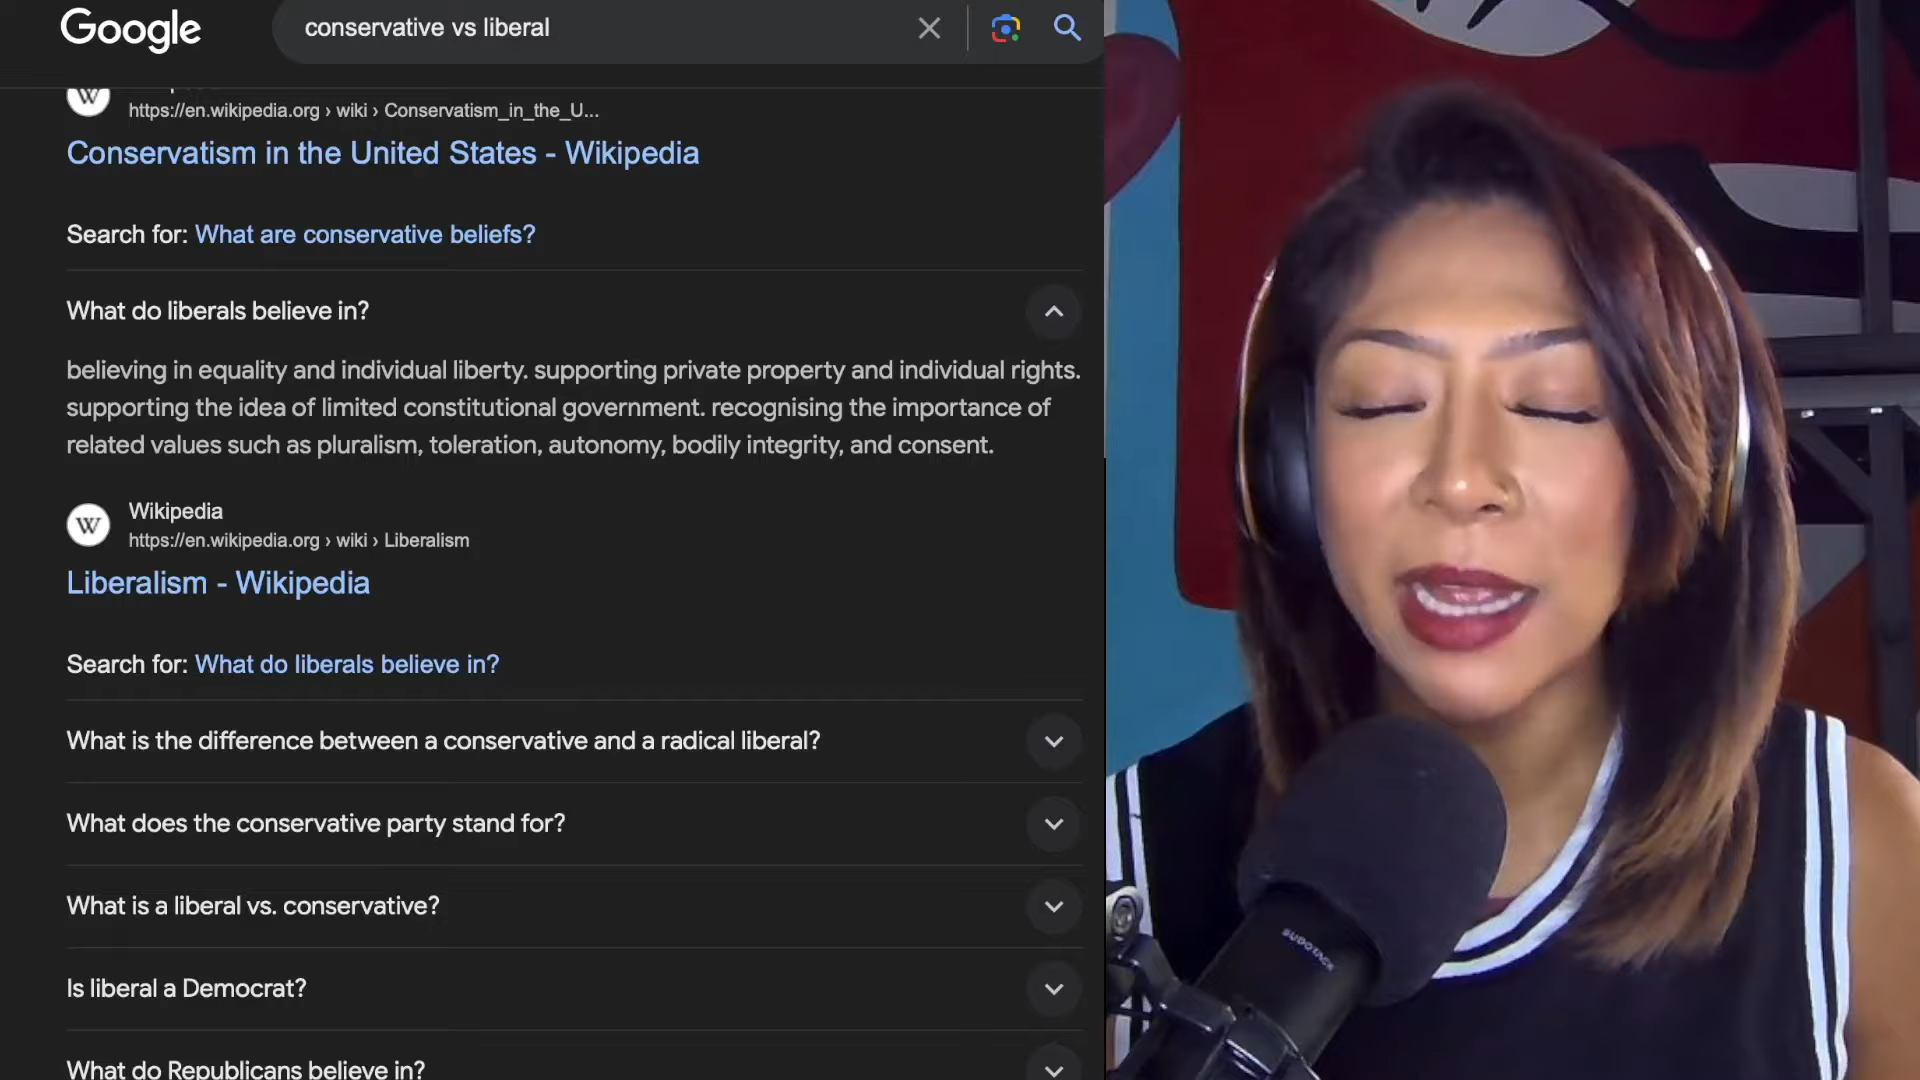 Google
conservative vs liberal
W
https://en.wikipedia.org › wiki › Conservatism_in_the_U...
Conservatism in the United States - Wikipedia
Search for: What are conservative beliefs?
What do liberals believe in?
believing in equality and individual liberty. supporting private property and individual rights.
supporting the idea of limited constitutional government. recognising the importance of
related values such as pluralism, toleration, autonomy, bodily integrity, and consent.
W
Wikipedia
https://en.wikipedia.org › wiki › Liberalism
Liberalism - Wikipedia
Search for: What do liberals believe in?
What is the difference between a conservative and a radical liberal?
What does the conservative party stand for?
What is a liberal vs. conservative?
Is liberal a Democrat?
What do Republicans believe in?
SUDOTACK